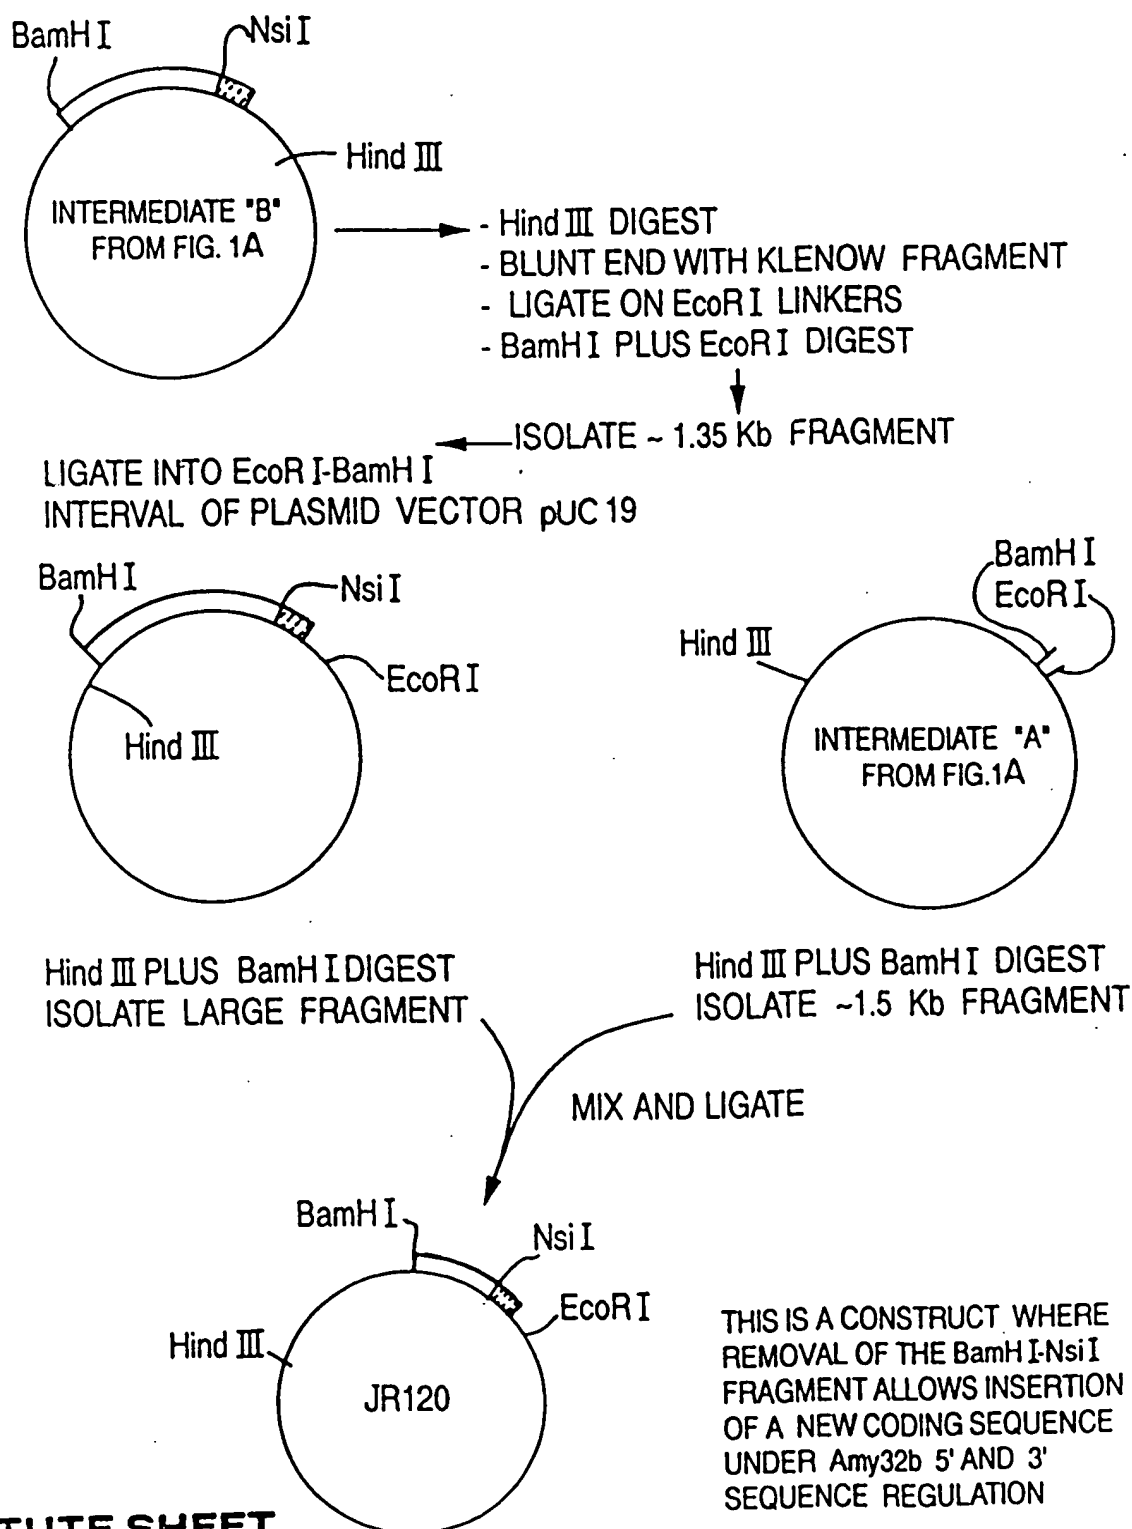 BamH I
Nsi I
Hind III
INTERMEDIATE "B"
FROM FIG. 1A
- Hind III DIGEST
- BLUNT END WITH KLENOW FRAGMENT
- LIGATE ON EcoR I LINKERS
- BamH I PLUS EcoR I DIGEST
ISOLATE ~ 1.35 Kb FRAGMENT
LIGATE INTO EcoR I-BamH I
INTERVAL OF PLASMID VECTOR pUC 19
BamH I
Nsi I
EcoR I
Hind III
BamH I
EcoR I
Hind III
INTERMEDIATE "A"
FROM FIG.1A
Hind III PLUS BamH I DIGEST
ISOLATE LARGE FRAGMENT
Hind III PLUS BamH I DIGEST
ISOLATE ~1.5 Kb FRAGMENT
MIX AND LIGATE
BamH I
Nsi I
EcoR I
Hind III
JR120
THIS IS A CONSTRUCT WHERE
REMOVAL OF THE BamH I-Nsi I
FRAGMENT ALLOWS INSERTION
OF A NEW CODING SEQUENCE
UNDER Amy32b 5' AND 3'
SEQUENCE REGULATION
TUTE SHEET